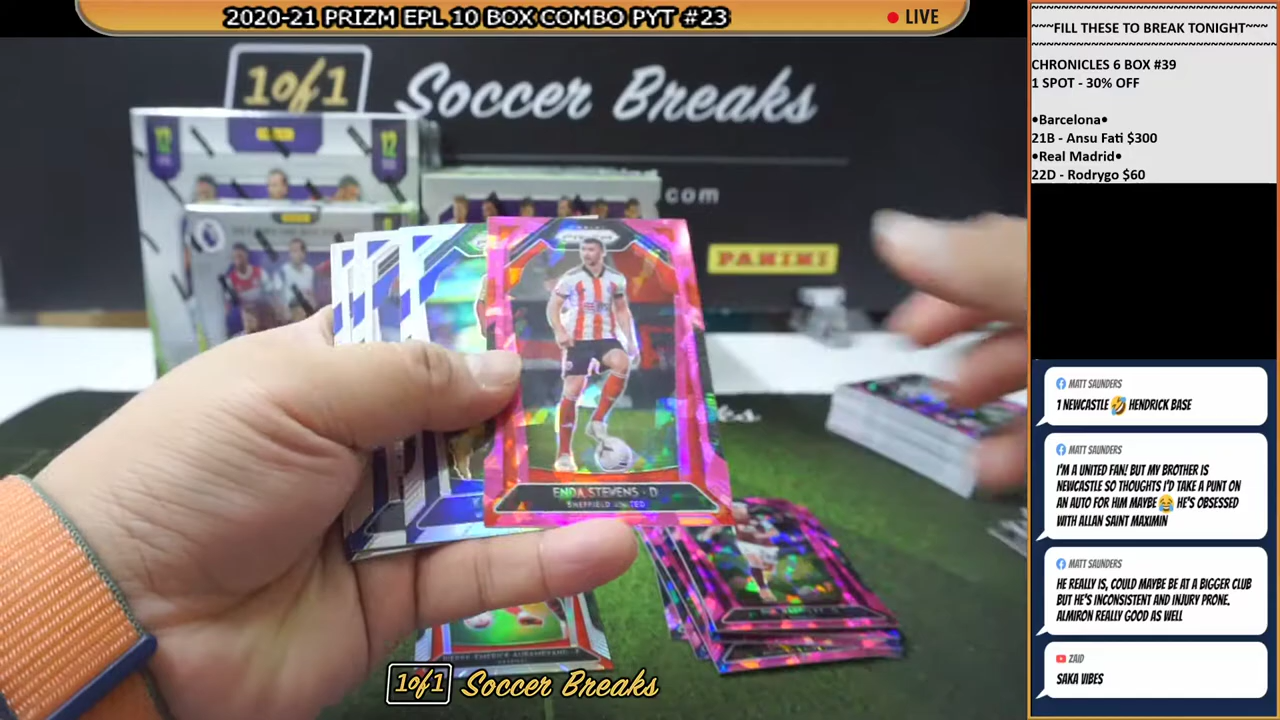 2020-21 PRIZM EPL 10 BOX COMBO PYT #23
LIVE
1of1 Soccer Breaks
.com
PANINI
PRIZM
ENDA STEVENS - D
SHEFFIELD UNITED
PIERRE-EMERICK AUBAMEYANG - F
1of1 Soccer Breaks
~~~FILL THESE TO BREAK TONIGHT~~~
CHRONICLES 6 BOX #39
1 SPOT - 30% OFF
•Barcelona•
21B - Ansu Fati $300
•Real Madrid•
22D - Rodrygo $60
MATT SAUNDERS
1 NEWCASTLE 🤣 HENDRICK BASE
MATT SAUNDERS
I'M A UNITED FAN! BUT MY BROTHER IS
NEWCASTLE SO THOUGHTS I'D TAKE A PUNT ON
AN AUTO FOR HIM MAYBE 😂 HE'S OBSESSED
WITH ALLAN SAINT MAXIMIN
MATT SAUNDERS
HE REALLY IS, COULD MAYBE BE AT A BIGGER CLUB
BUT HE'S INCONSISTENT AND INJURY PRONE.
ALMIRON REALLY GOOD AS WELL
ZAID
SAKA VIBES